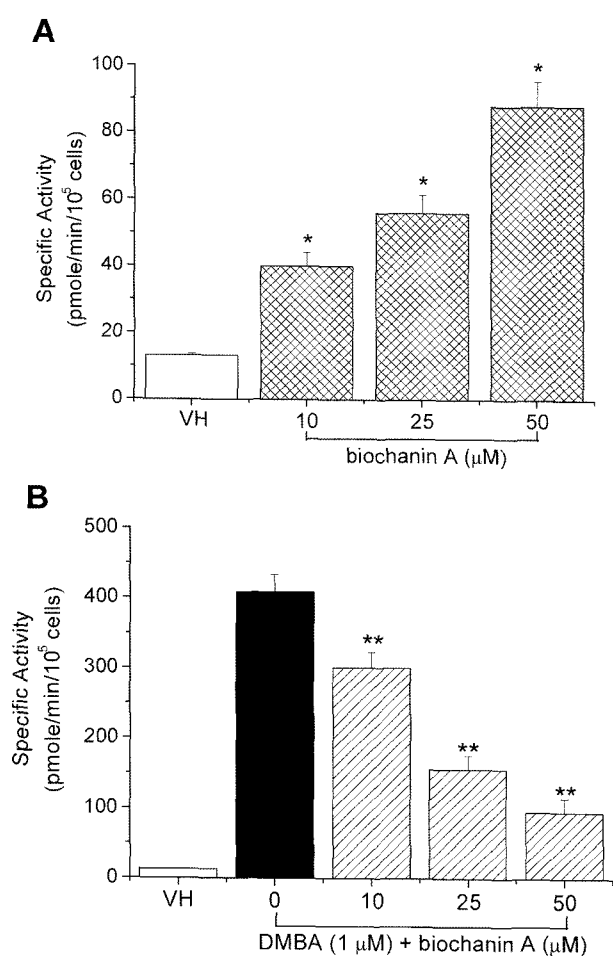 A
Specific Activity
(pmole/min/10⁵ cells)
100
80
60
40
20
0
*
*
*
VH
10
25
50
biochanin A (μM)
B
Specific Activity
(pmole/min/10⁵ cells)
500
400
300
200
100
0
**
**
**
VH
0
10
25
50
DMBA (1 μM) + biochanin A (μM)